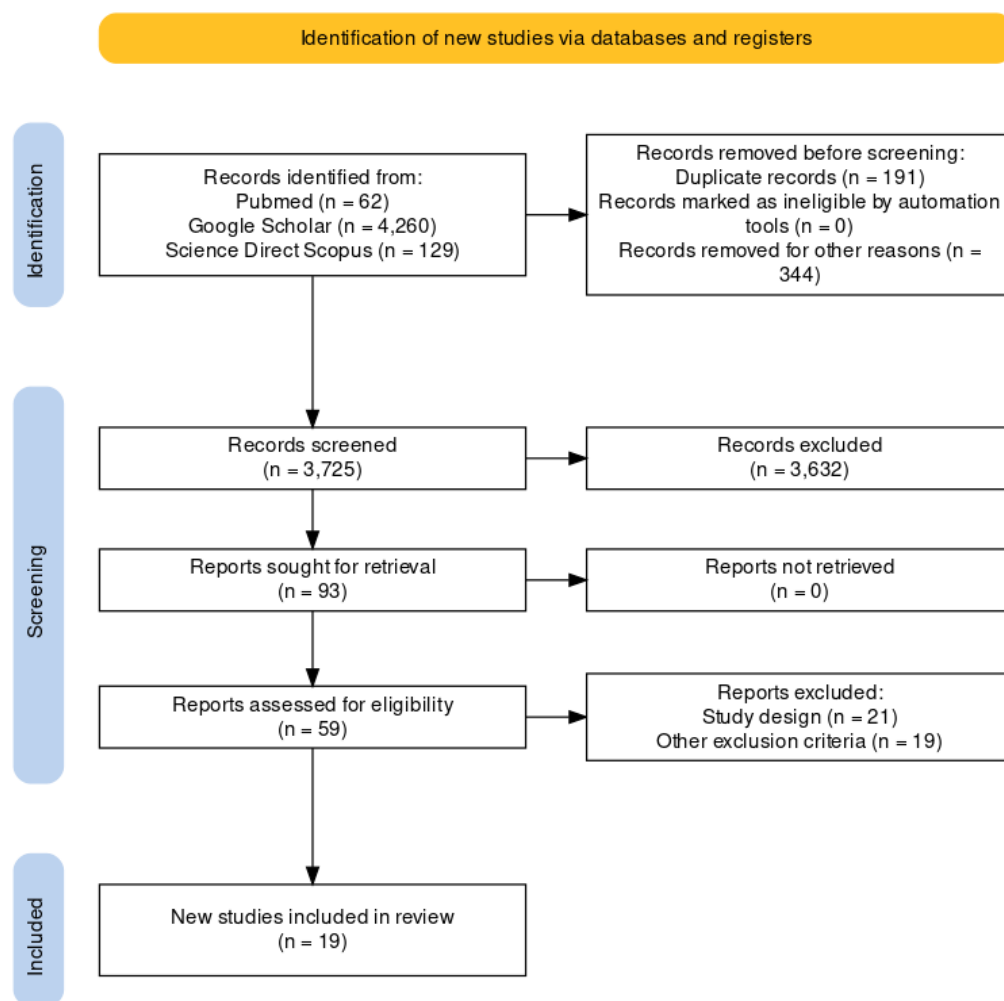 Identification of new studies via databases and registers
Identification
Records identified from:
Pubmed (n = 62)
Google Scholar (n = 4,260)
Science Direct Scopus (n = 129)
Records removed before screening:
Duplicate records (n = 191)
Records marked as ineligible by automation
tools (n = 0)
Records removed for other reasons (n =
344)
Screening
Records screened
(n = 3,725)
Records excluded
(n = 3,632)
Reports sought for retrieval
(n = 93)
Reports not retrieved
(n = 0)
Reports assessed for eligibility
(n = 59)
Reports excluded:
Study design (n = 21)
Other exclusion criteria (n = 19)
Included
New studies included in review
(n = 19)